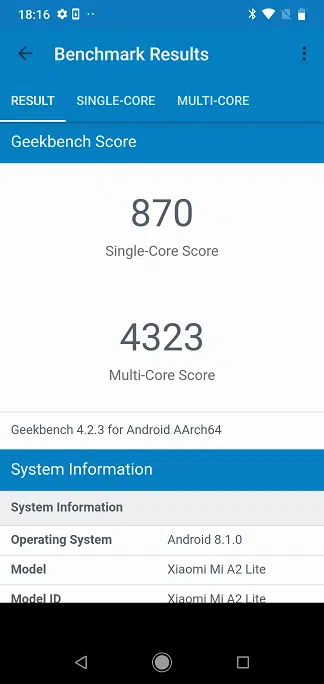 18:16
Benchmark Results
RESULT SINGLE-CORE MULTI-CORE
Geekbench Score
870
Single-Core Score
4323
Multi-Core Score
Geekbench 4.2.3 for Android AArch64
System Information
System Information
Operating System Android 8.1.0
Model Xiaomi Mi A2 Lite
Model ID Xiaomi Mi A2 Lite